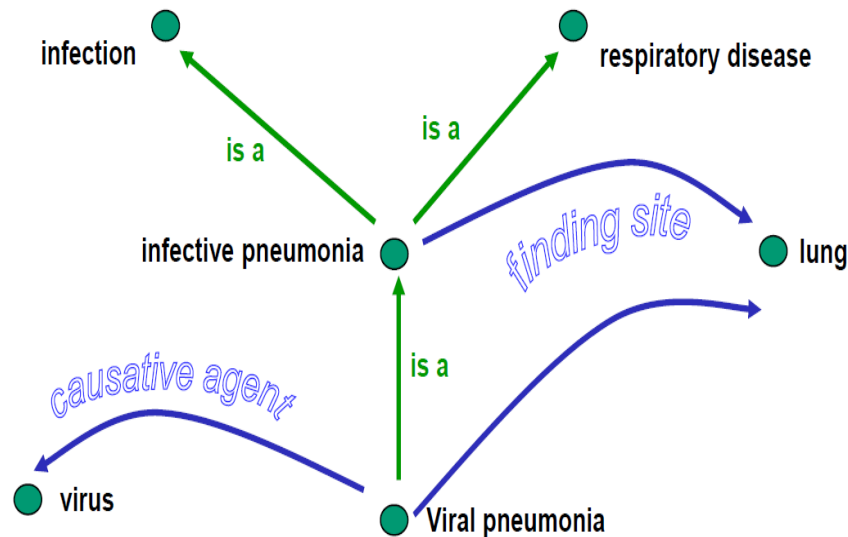 infection
respiratory disease
is a
is a
finding site
infective pneumonia
lung
is a
causative agent
virus
Viral pneumonia